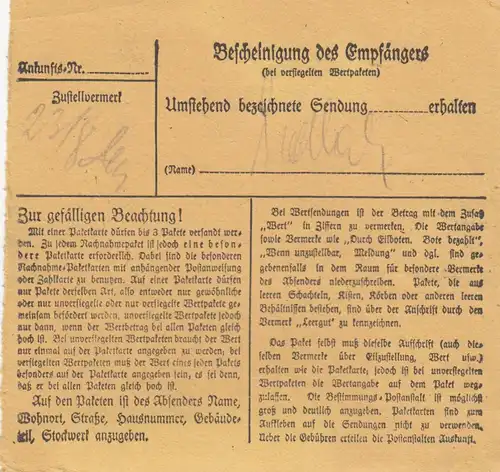 Ankunfts-Nr.
Zustellvermerk
23/8
Bescheinigung des Empfängers
(bei versiegelten Wertpaketen)
Umstehend bezeichnete Sendung erhalten
(Name)
Zur gefälligen Beachtung!
Mit einer Paketkarte dürfen bis 3 Pakete versandt wer-
den. Zu jedem Nachnahmepaket ist jedoch eine beson-
dere Paketkarte erforderlich. Dabei sind die besonderen
Nachnahme-Paketkarten mit anhängender Postanweisung
oder Zahlkarte zu benutzen. Auf einer Paketkarte dürfen
nur Pakete derselben Art, also entweder nur gewöhnliche
oder nur unversiegelte oder nur versiegelte Wertpakete ge-
meinsam befördert werden, unversiegelte Wertpakete jedoch
nur dann, wenn der Wertbetrag bei allen Paketen gleich
hoch ist. Bei unversiegelten Wertpaketen braucht der Wert
nur einmal auf der Paketkarte angegeben zu werden; bei
versiegelten Wertpaketen muß der Wert eines jeden Pakets
besonders auf der Paketkarte angegeben sein, es sei denn,
daß er bei allen Paketen gleich hoch ist.
Auf den Paketen ist des Absenders Name,
Wohnort, Straße, Hausnummer, Gebäude-
teil, Stockwerk anzugeben.
Bei Wertsendungen ist der Betrag mit dem Zusatz
„Wert" in Ziffern zu vermerken. Die Wertangabe
sowie Vermerke wie „Durch Eilboten, Bote bezahlt",
„Wenn unzustellbar, Meldung" und dgl. sind ge-
gebenenfalls in dem Raum für besondere Vermerke
des Absenders niederzuschreiben. Pakete, die aus
leeren Schachteln, Kisten, Körben oder anderen leeren
Behältnissen bestehen, sind über der Anschrift durch den
Vermerk „Leergut" zu kennzeichnen.
Das Paket selbst muß dieselbe Aufschrift (auch die-
selben Vermerke über Eilzustellung, Wert usw.)
erhalten wie die Paketkarte, jedoch ist bei unversiegelten
Wertpaketen die Wertangabe auf dem Paket weg-
zulassen. Die Bestimmungs-Postanstalt ist möglichst
groß und deutlich anzugeben. Paketkarten sind zum
Aufkleben auf die Sendungen nicht zu verwenden.
Ueber die Gebühren erteilen die Postanstalten Auskunft.